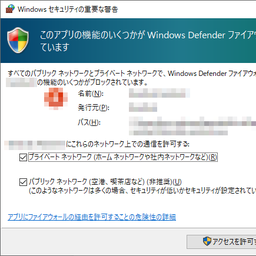 Windows セキュリティの重要な警告
このアプリの機能のいくつかが Windows Defender ファイアウ
ています
すべてのパブリック ネットワークとプライベート ネットワークで、Windows Defender ファイアウォ
の機能のいくつかがブロックされています。
名前(N):
発行元(P):
パス(H):
にこれらのネットワーク上での通信を許可する:
プライベート ネットワーク (ホーム ネットワークや社内ネットワークなど)(R)
パブリック ネットワーク (空港、喫茶店など) (非推奨)(U)
(このようなネットワークは多くの場合、セキュリティが低いかセキュリティが設定されてい
アプリにファイアウォールの経由を許可することの危険性の詳細
アクセスを許可す